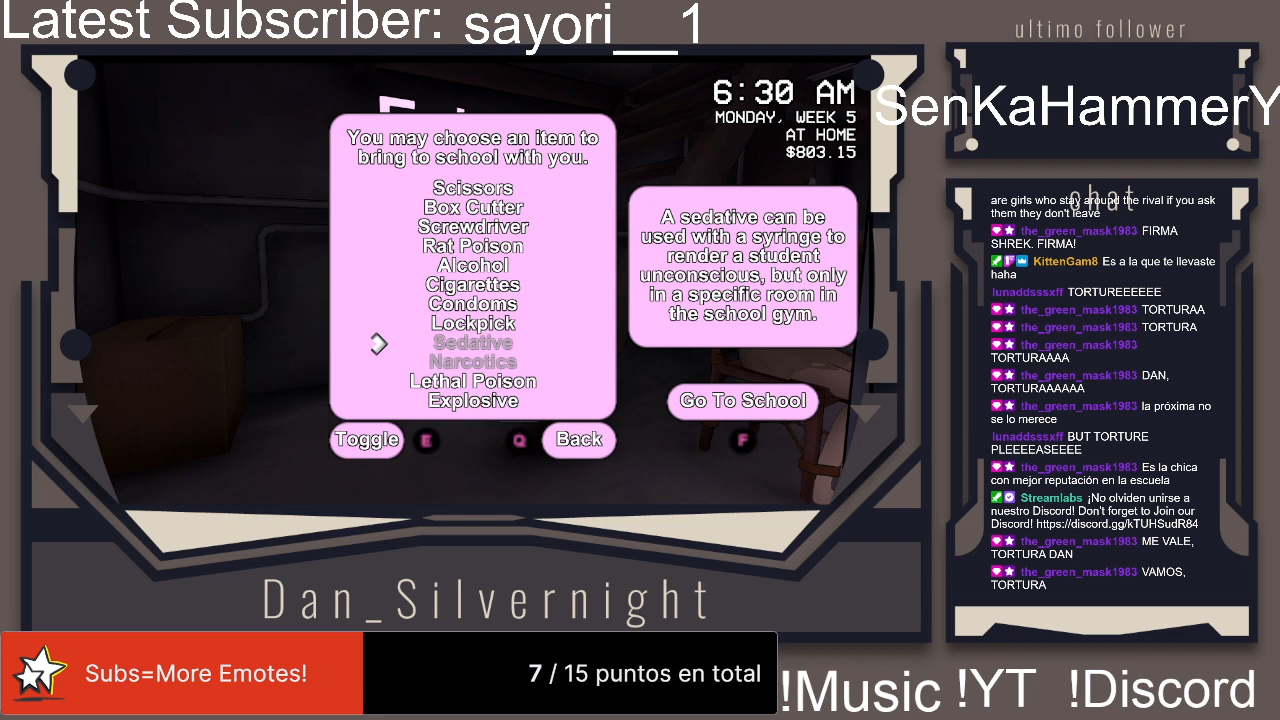 Latest Subscriber: sayori__1
ultimo follower
SenKaHammerY
6:30 AM
MONDAY, WEEK 5
AT HOME
$803.15
You may choose an item to
bring to school with you.
Scissors
Box Cutter
Screwdriver
Rat Poison
Alcohol
Cigarettes
Condoms
Lockpick
Sedative
Narcotics
Lethal Poison
Explosive
A sedative can be
used with a syringe to
render a student
unconscious, but only
in a specific room in
the school gym.
Go To School
Toggle E Q Back F
chat
are girls who stay around the rival if you ask
them they don't leave
the_green_mask1983 FIRMA
SHREK. FIRMA!
KittenGam8 Es a la que te llevaste
haha
lunaddsssxff TORTUREEEEEE
the_green_mask1983 TORTURAA
the_green_mask1983 TORTURA
the_green_mask1983
TORTURAAAA
the_green_mask1983 DAN,
TORTURAAAAAA
the_green_mask1983 la próxima no
se lo merece
lunaddsssxff BUT TORTURE
PLEEEEASEEEE
the_green_mask1983 Es la chica
con mejor reputación en la escuela
Streamlabs ¡No olviden unirse a
nuestro Discord! Don't forget to Join our
Discord! https://discord.gg/kTUHSudR84
the_green_mask1983 ME VALE,
TORTURA DAN
the_green_mask1983 VAMOS,
TORTURA
Dan_Silvernight
7 Subs=More Emotes!
7 / 15 puntos en total
!Music !YT !Discord